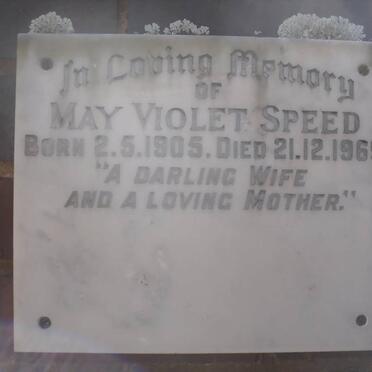 In Loving Memory
OF
MAY VIOLET SPEED
BORN 2.5.1905. DIED 21.12.1969
"A DARLING WIFE
AND A LOVING MOTHER."